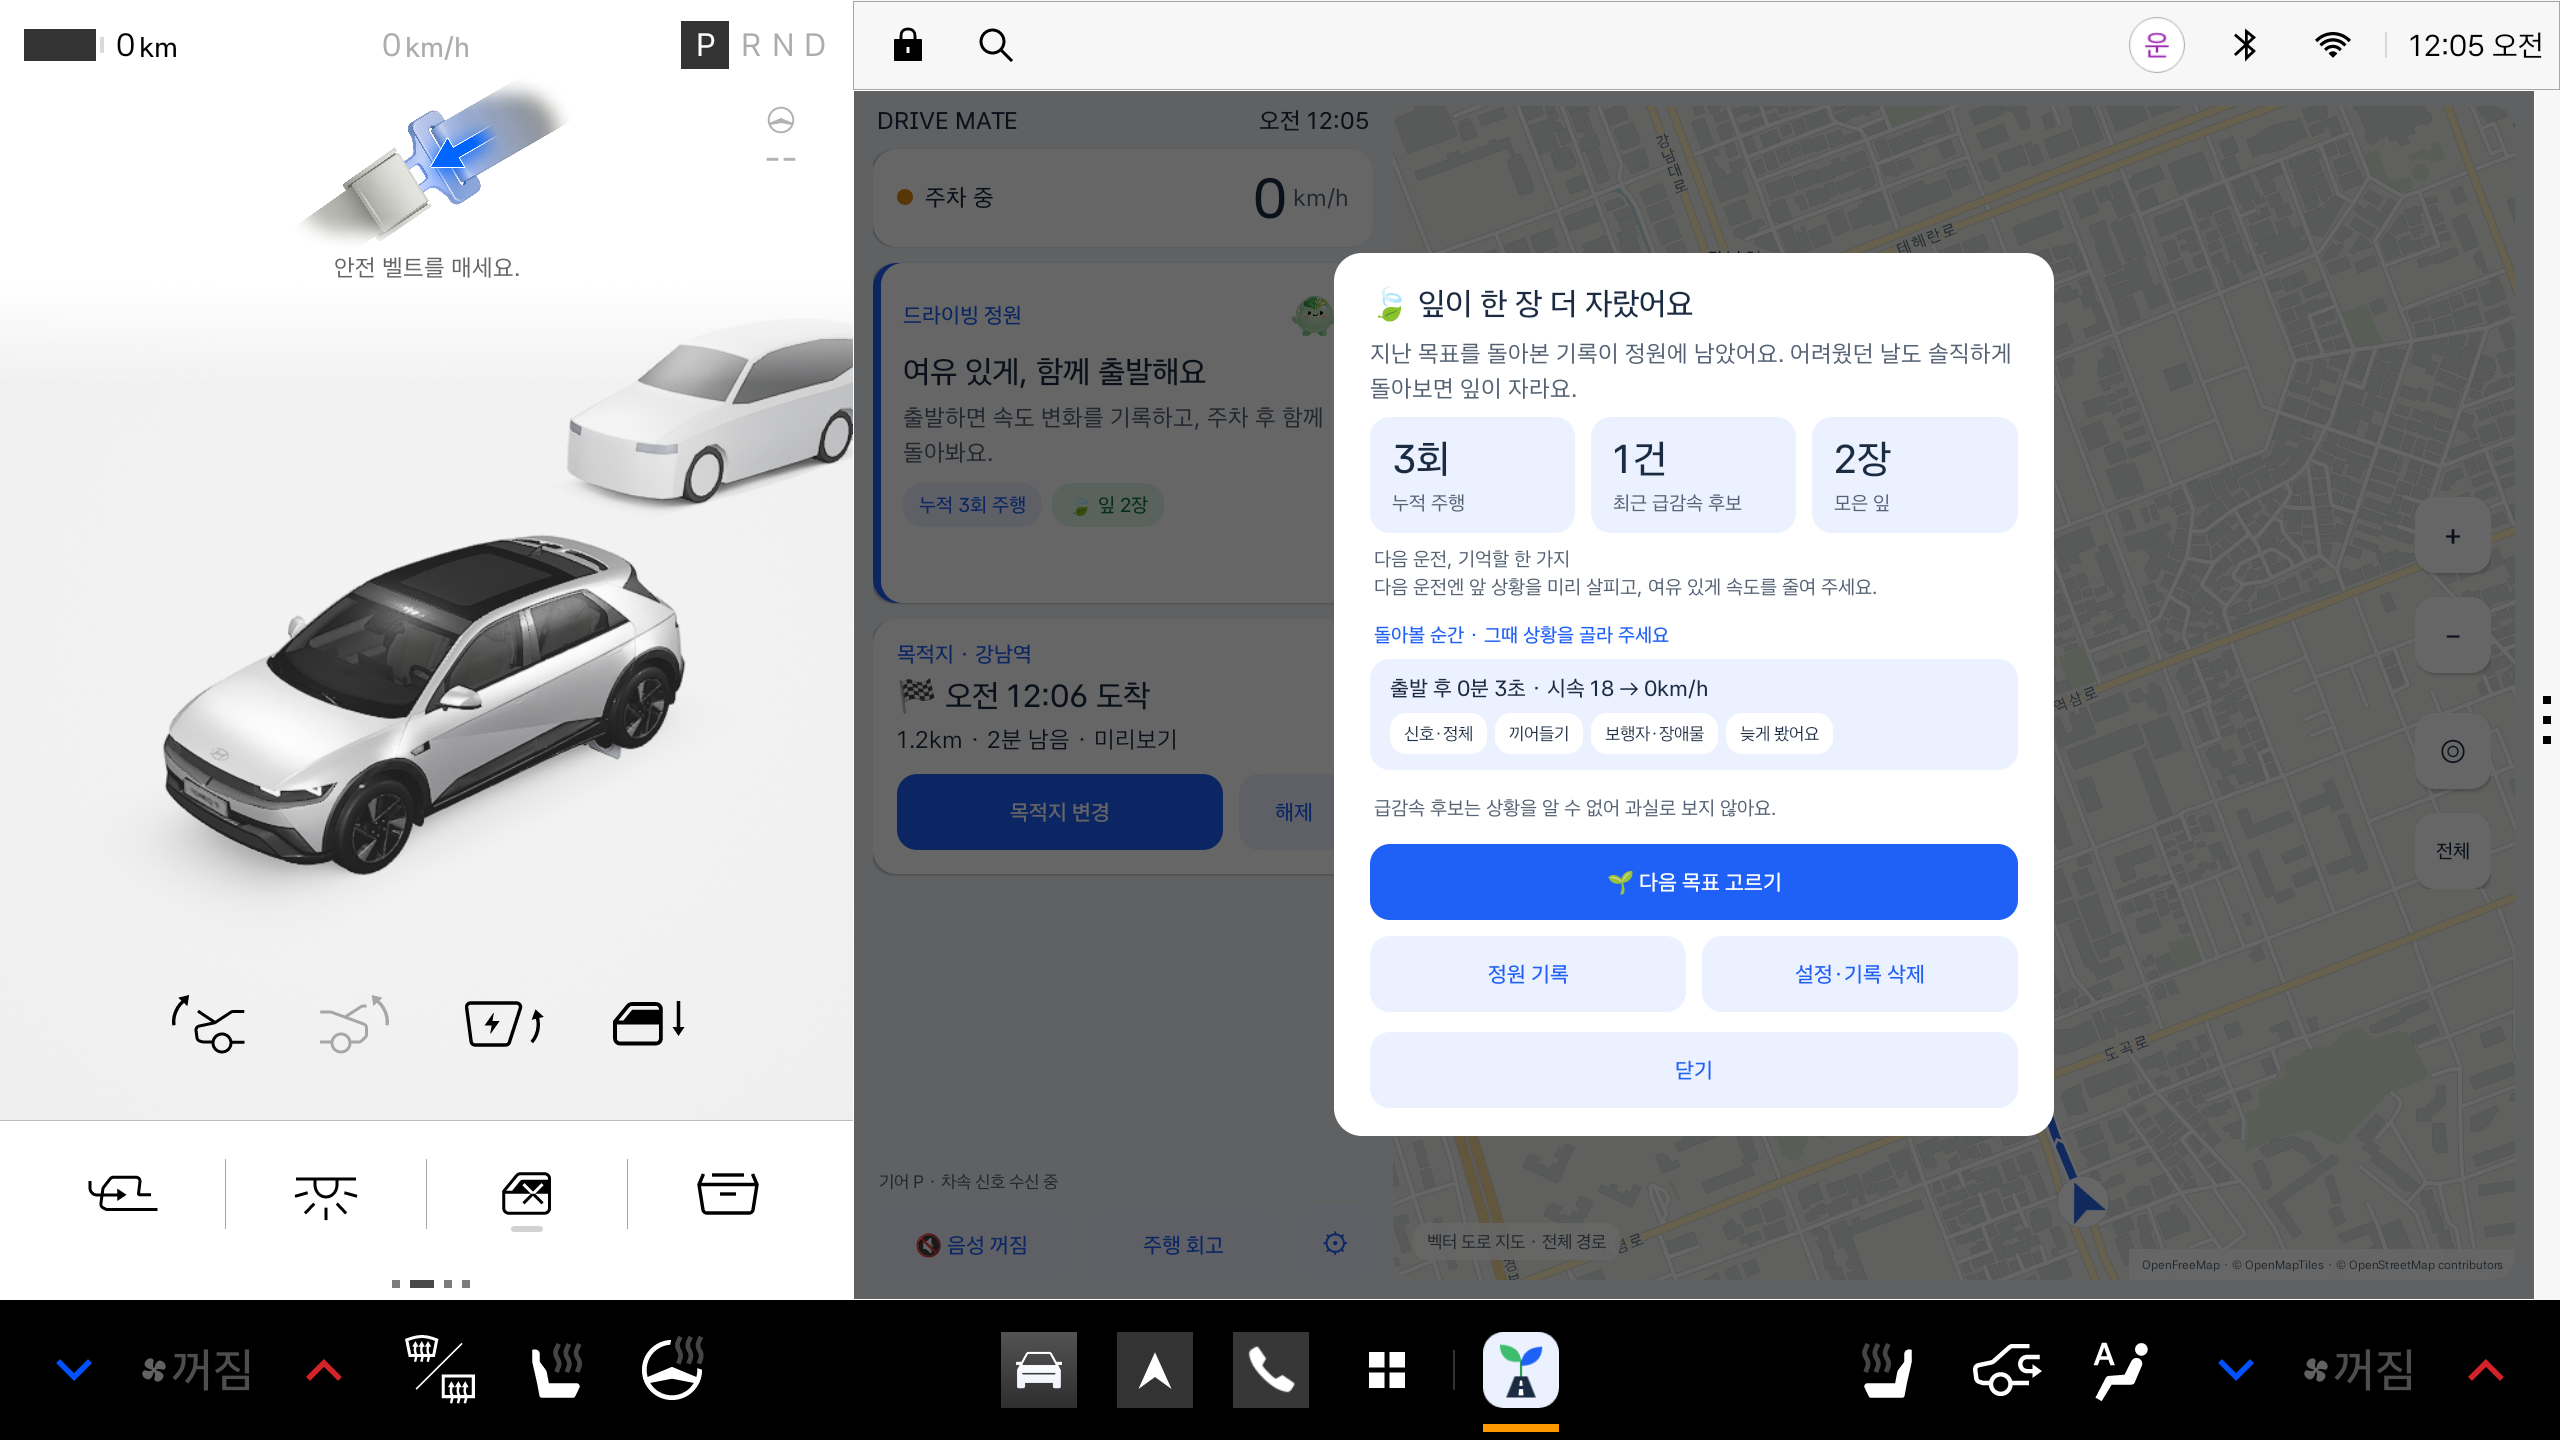 0 km
0 km/h
P R N D
운
12:05 오전
안전 벨트를 매세요.
DRIVE MATE
오전 12:05
주차 중
0 km/h
드라이빙 정원
여유 있게, 함께 출발해요
출발하면 속도 변화를 기록하고, 주차 후 함께
돌아봐요.
누적 3회 주행
잎 2장
목적지 · 강남역
오전 12:06 도착
1.2km · 2분 남음 · 미리보기
목적지 변경
해제
기어 P · 차속 신호 수신 중
음성 꺼짐
주행 회고
강남대로
테헤란로
잎이 한 장 더 자랐어요
지난 목표를 돌아본 기록이 정원에 남았어요. 어려웠던 날도 솔직하게
돌아보면 잎이 자라요.
3회
누적 주행
1건
최근 급감속 후보
2장
모은 잎
다음 운전, 기억할 한 가지
다음 운전엔 앞 상황을 미리 살피고, 여유 있게 속도를 줄여 주세요.
돌아볼 순간 · 그때 상황을 골라 주세요
출발 후 0분 3초 · 시속 18 → 0km/h
신호·정체
끼어들기
보행자·장애물
늦게 봤어요
급감속 후보는 상황을 알 수 없어 과실로 보지 않아요.
다음 목표 고르기
정원 기록
설정·기록 삭제
닫기
+
−
전체
역삼로
도곡로
벡터 도로 지도 · 전체 경로
OpenFreeMap · © OpenMapTiles · © OpenStreetMap contributors
꺼짐
A
꺼짐